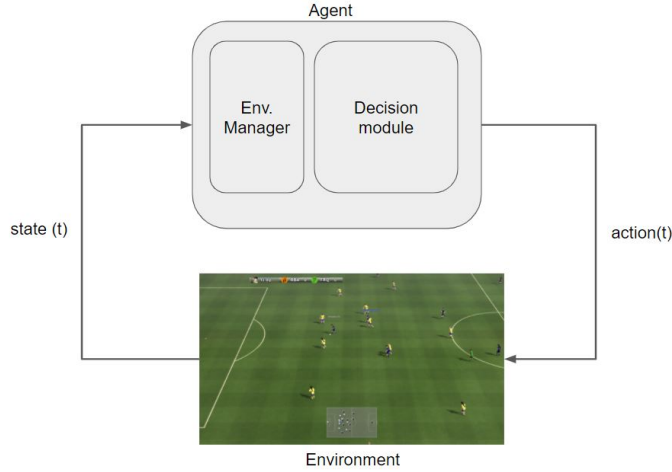 Agent
Env.
Manager
Decision
module
state (t)
action(t)
Environment